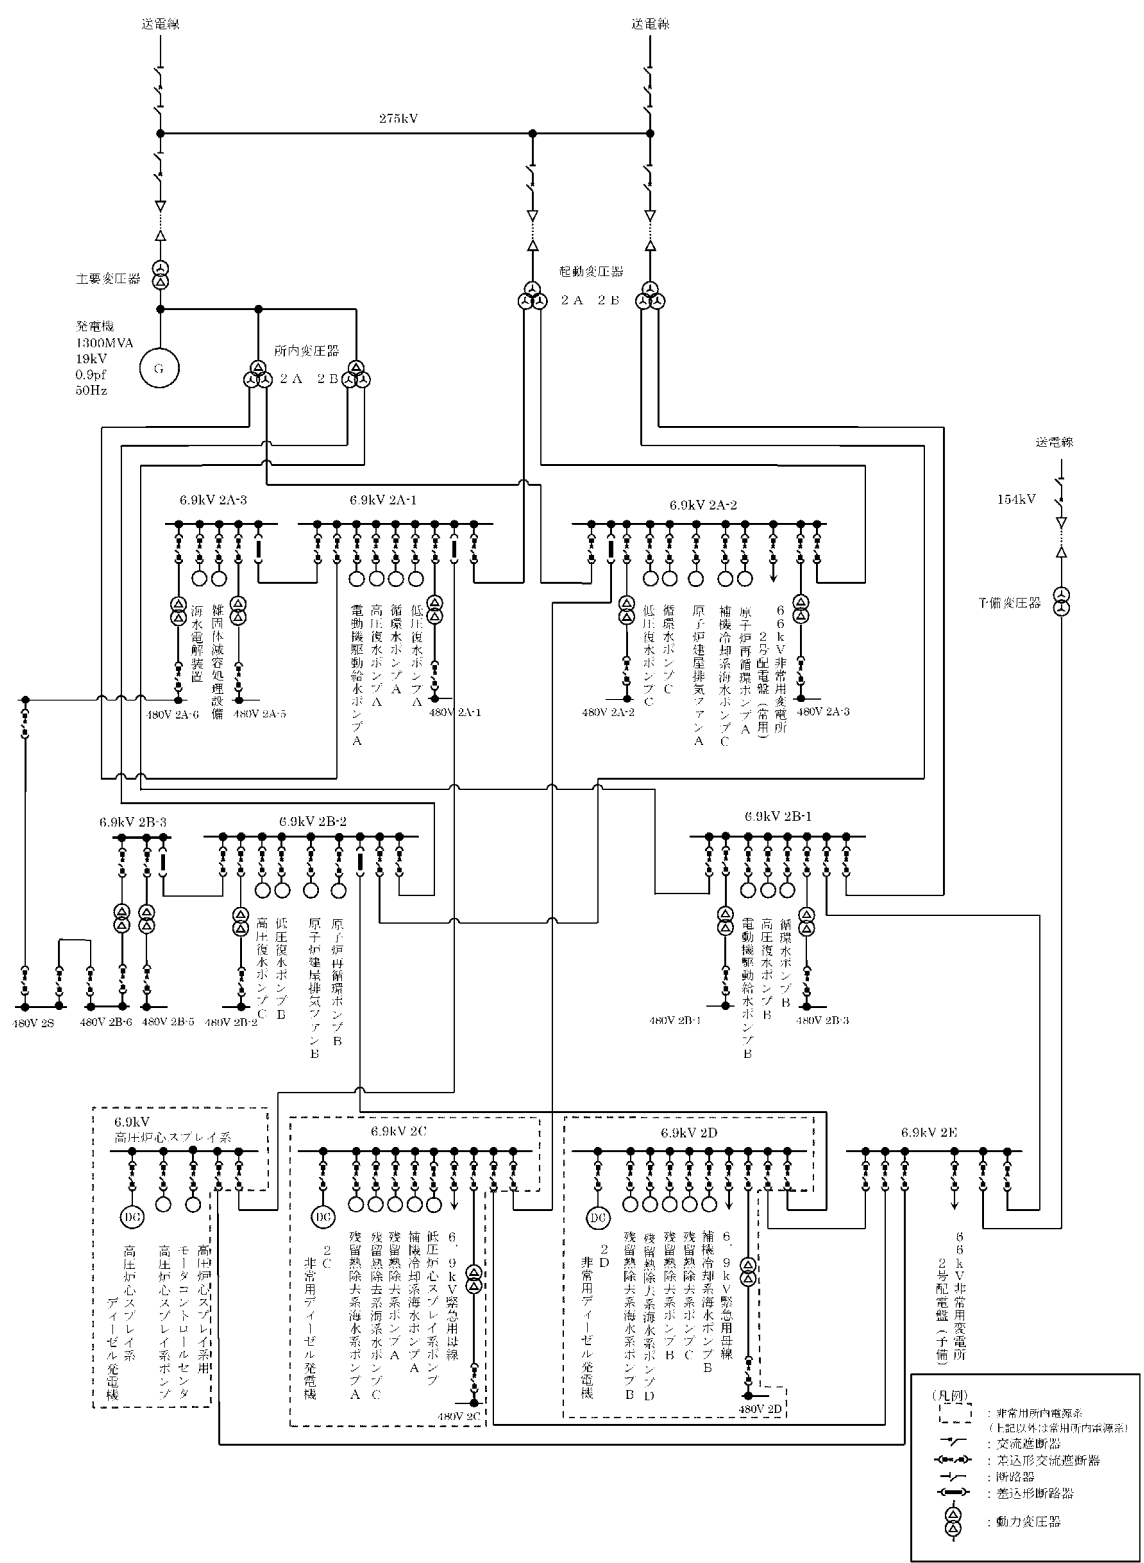 送電線
送電線
275kV
主要変圧器
起動変圧器
2A 2B
発電機
1300MVA
19kV
0.9pf
50Hz
G
所内変圧器
2A 2B
送電線
154kV
予備変圧器
6.9kV 2A-3
6.9kV 2A-1
6.9kV 2A-2
海水電解装置
雑固体減容処理設備
電動機駆動給水ポンプA
高圧復水ポンプA
循環水ポンプA
低圧復水ポンプA
低圧復水ポンプC
循環水ポンプC
原子炉建屋排気ファンA
補機冷却系海水ポンプC
原子炉再循環ポンプA
66kV非常用変電所
2号配電盤(常用)
480V 2A-6
480V 2A-5
480V 2A-1
480V 2A-2
480V 2A-3
6.9kV 2B-3
6.9kV 2B-2
6.9kV 2B-1
高圧復水ポンプC
低圧復水ポンプB
原子炉建屋排気ファンB
原子炉再循環ポンプB
電動機駆動給水ポンプB
高圧復水ポンプB
循環水ポンプB
480V 2S
480V 2B-6
480V 2B-5
480V 2B-2
480V 2B-1
480V 2B-3
6.9kV
高圧炉心スプレイ系
6.9kV 2C
6.9kV 2D
6.9kV 2E
DG
DG
DG
高圧炉心スプレイ系
ディーゼル発電機
高圧炉心スプレイ系ポンプ
高圧炉心スプレイ系用
モータコントロールセンタ
2C
非常用ディーゼル発電機
残留熱除去系海水系ポンプA
残留熱除去系海系水ポンプC
残留熱除去系ポンプA
補機冷却系海水ポンプA
低圧炉心スプレイ系ポンプ
6.9kV緊急用母線
480V 2C
2D
非常用ディーゼル発電機
残留熱除去系海水系ポンプB
残留熱除去系海水系ポンプD
残留熱除去系ポンプB
残留熱除去系ポンプC
補機冷却系海水ポンプB
6.9kV緊急用母線
480V 2D
66kV非常用変電所
2号配電盤(予備)
(凡例)
:非常用所内電源系
(上記以外は常用所内電源系)
:交流遮断器
:差込形交流遮断器
:断路器
:差込形断路器
:動力変圧器